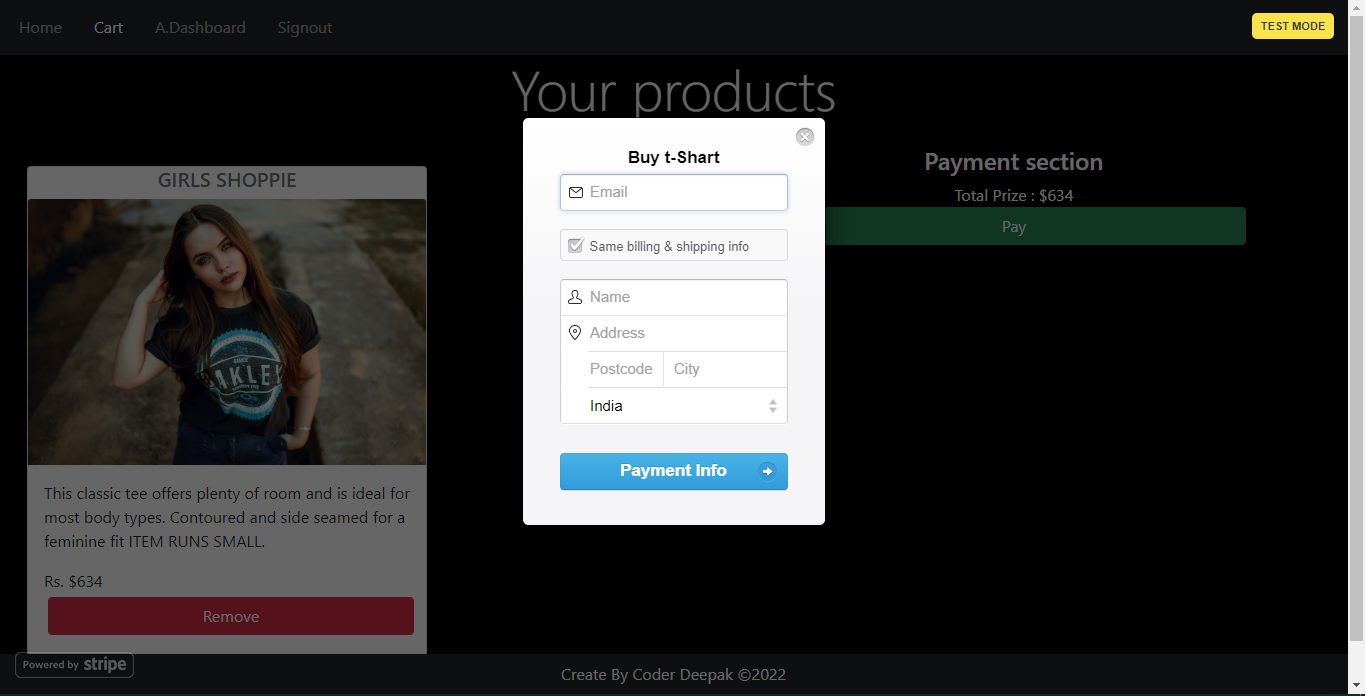 Home Cart A.Dashboard Signout
TEST MODE
Your products
GIRLS SHOPPIE
This classic tee offers plenty of room and is ideal for
most body types. Contoured and side seamed for a
feminine fit ITEM RUNS SMALL.
Rs. $634
Remove
Buy t-Shart
Email
Same billing & shipping info
Name
Address
Postcode City
India
Payment Info
Payment section
Total Prize : $634
Pay
Powered by stripe
Create By Coder Deepak ©2022